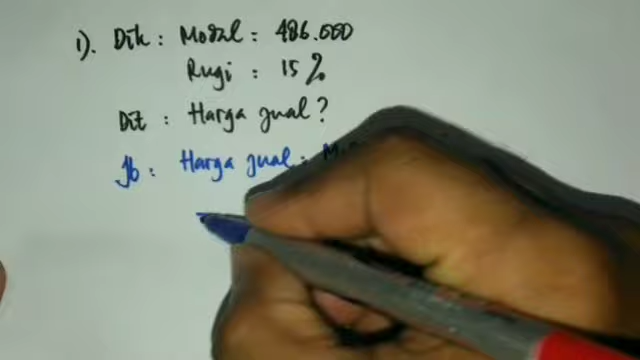 1). Dik : Modal = 486.000
Rugi : 15 %
Dit : Harga jual ?
Jb : Harga jual = M